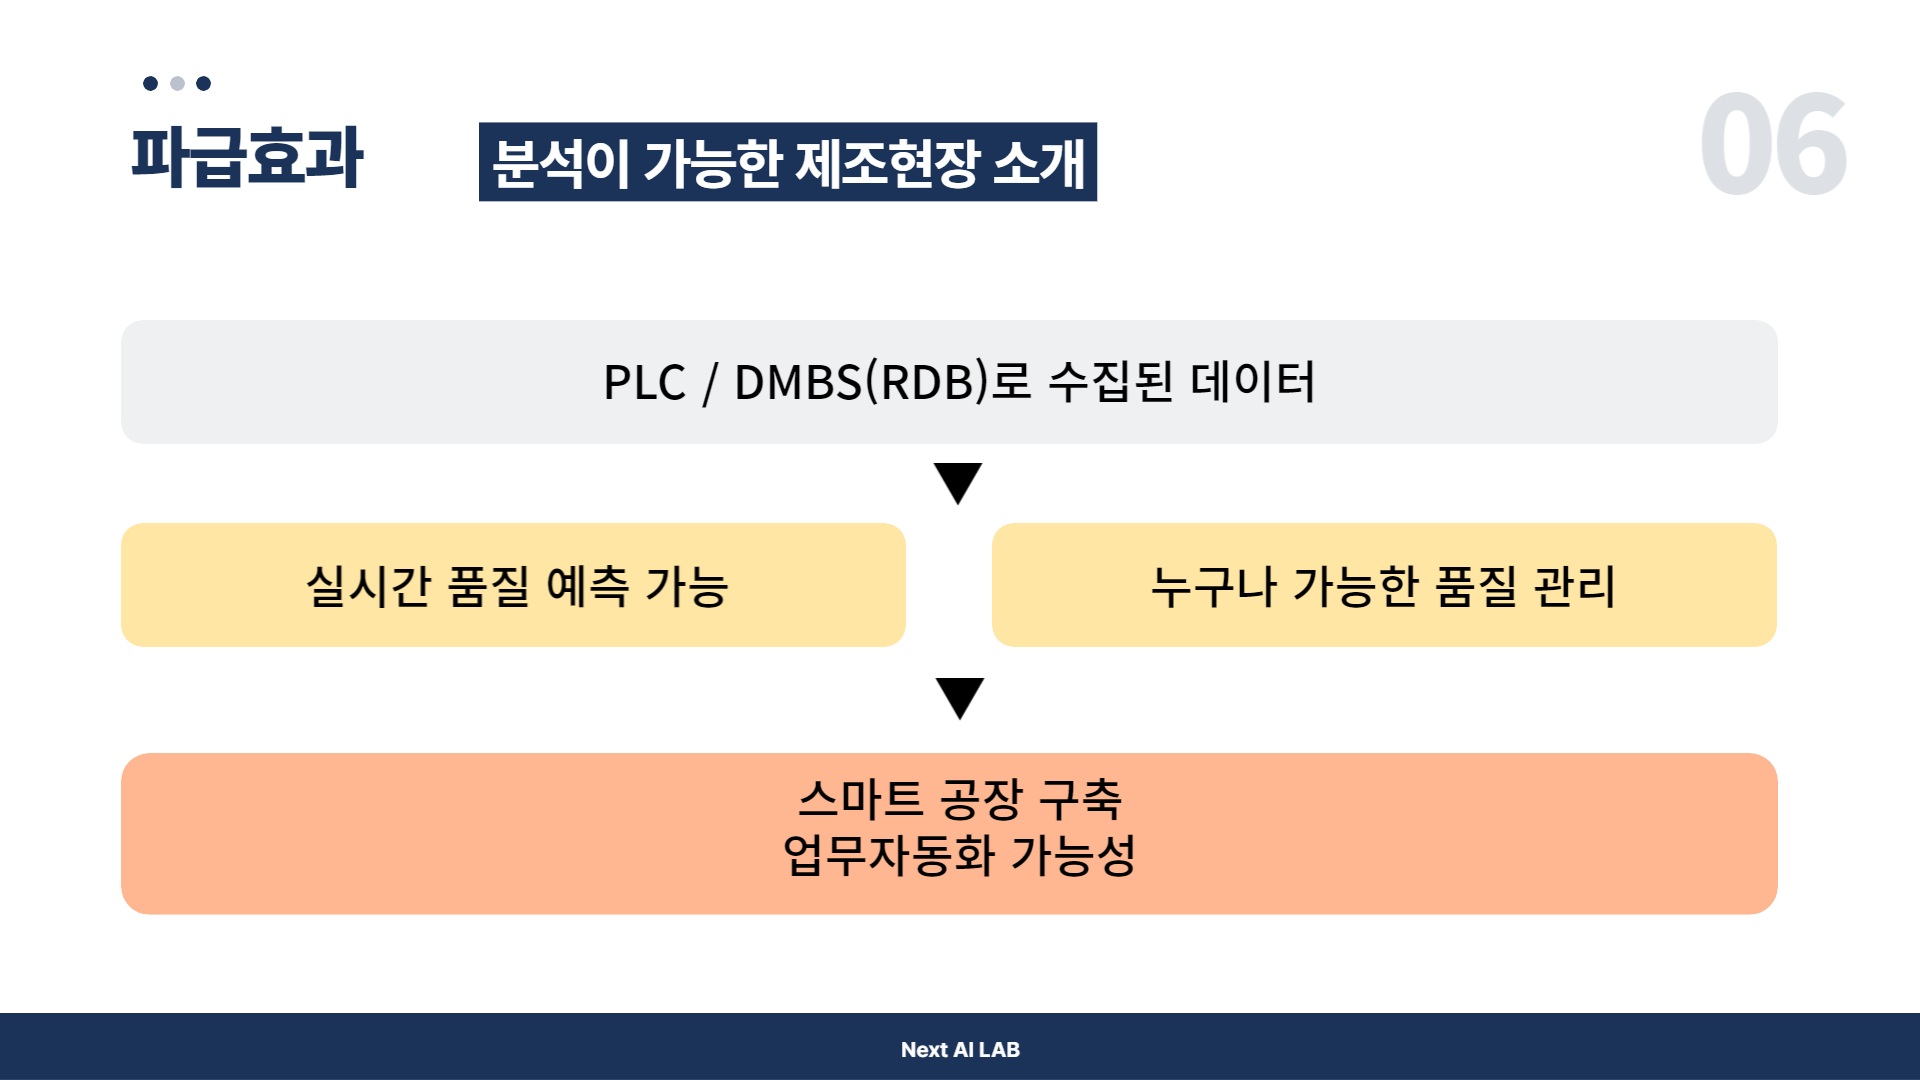 파급효과
분석이 가능한 제조현장 소개
06
PLC / DMBS(RDB)로 수집된 데이터
실시간 품질 예측 가능
누구나 가능한 품질 관리
스마트 공장 구축
업무자동화 가능성
Next AI LAB